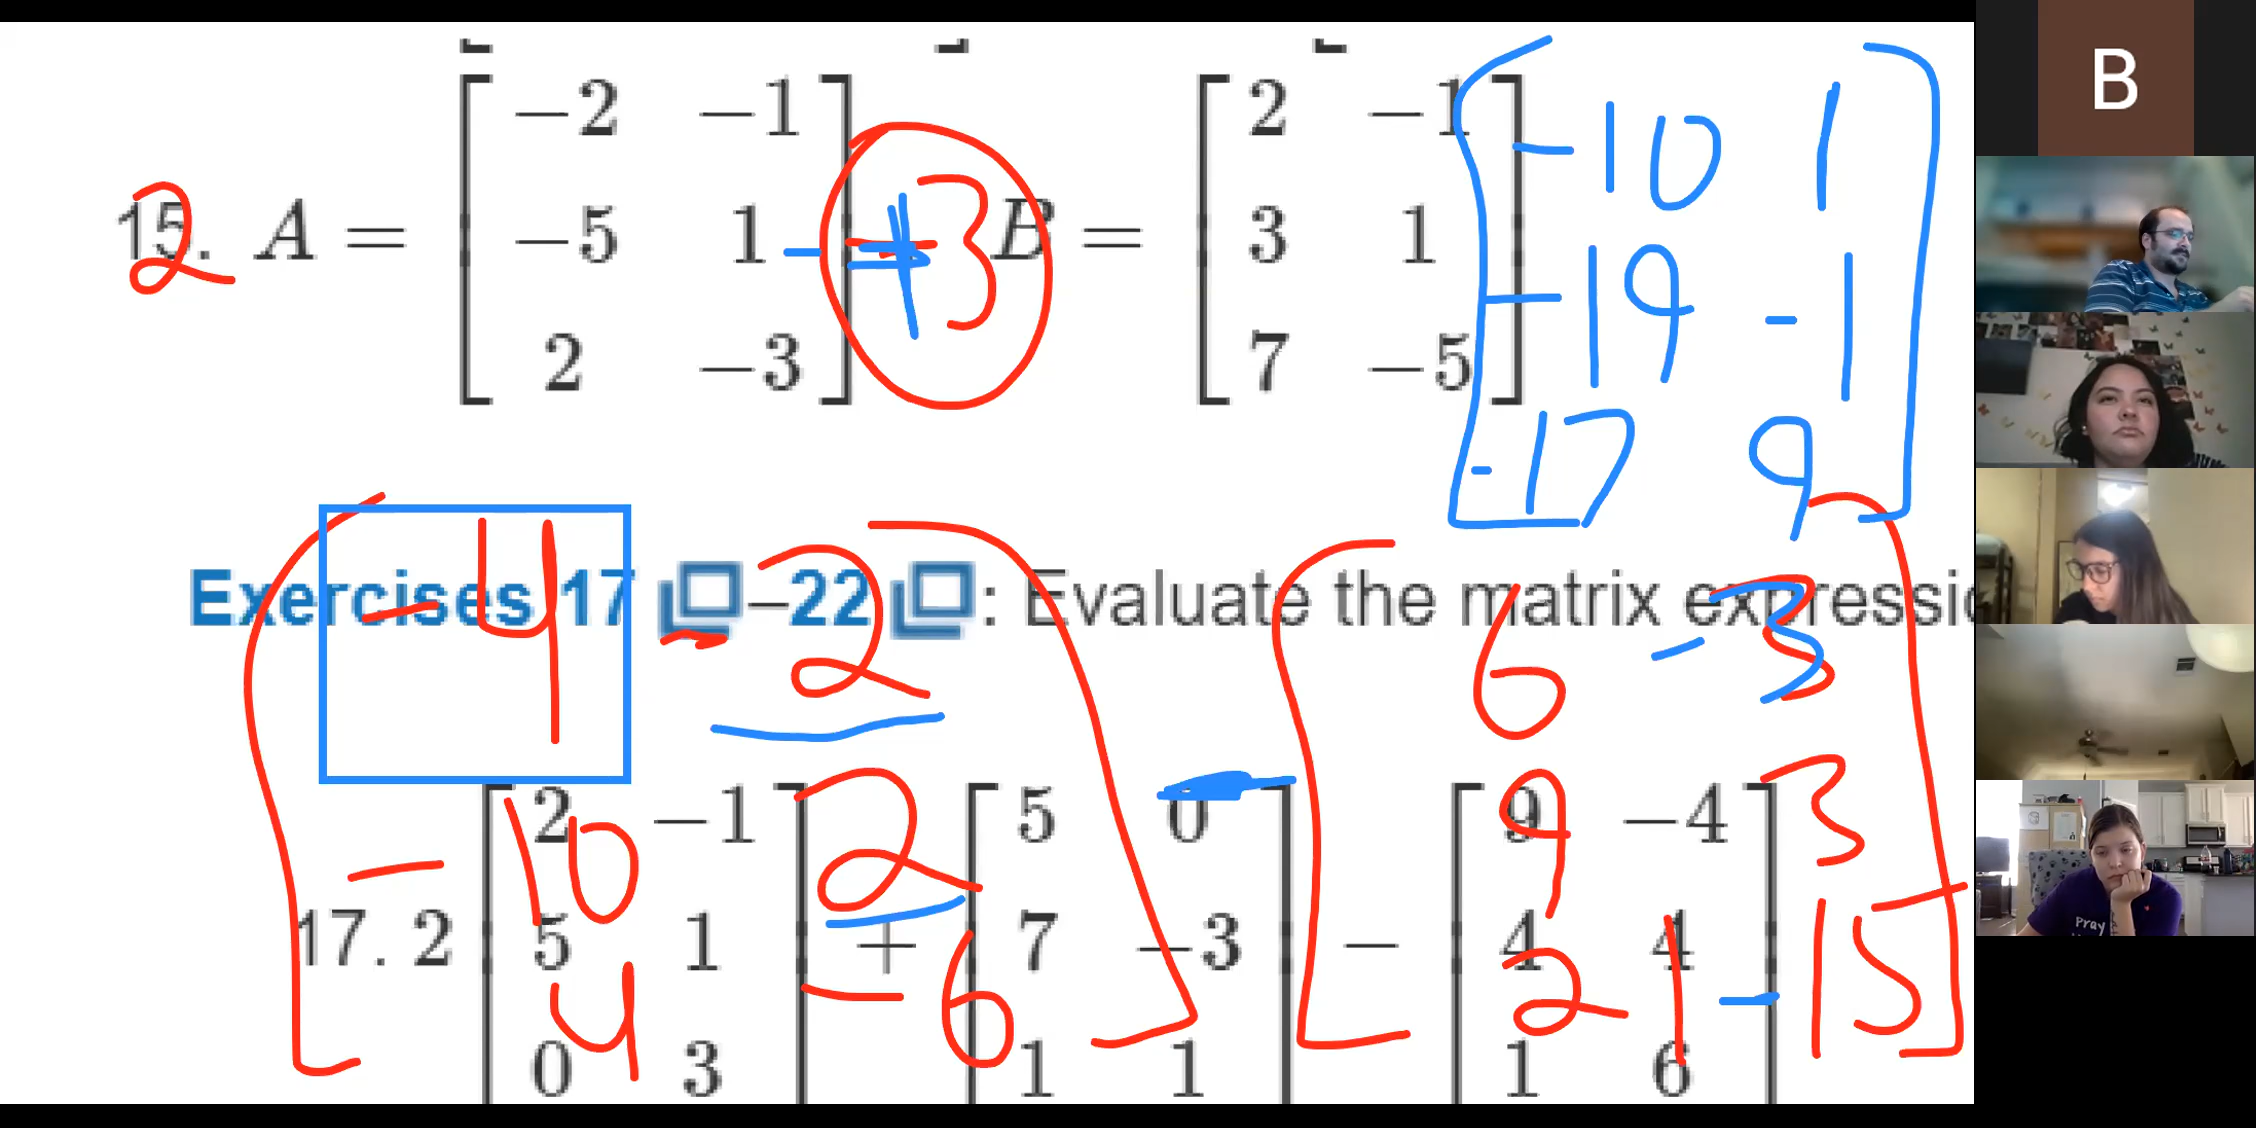 15. A = [ −2 −1 ] B = [ 2 −1 ]
−5 1 3 1
2 −3 7 −5
2 - + 3
-10 1
-19 -1
-17 9
Exercises 17 –22 : Evaluate the matrix expressi
-4 -2
-10 2
4 -6
6 -3
9 3
21 -15
17. 2 [ 2 −1 ] + [ 5 0 ] − [ 9 −4 ]
5 1 7 −3 4 4
0 3 1 1 1 6
B
Pray